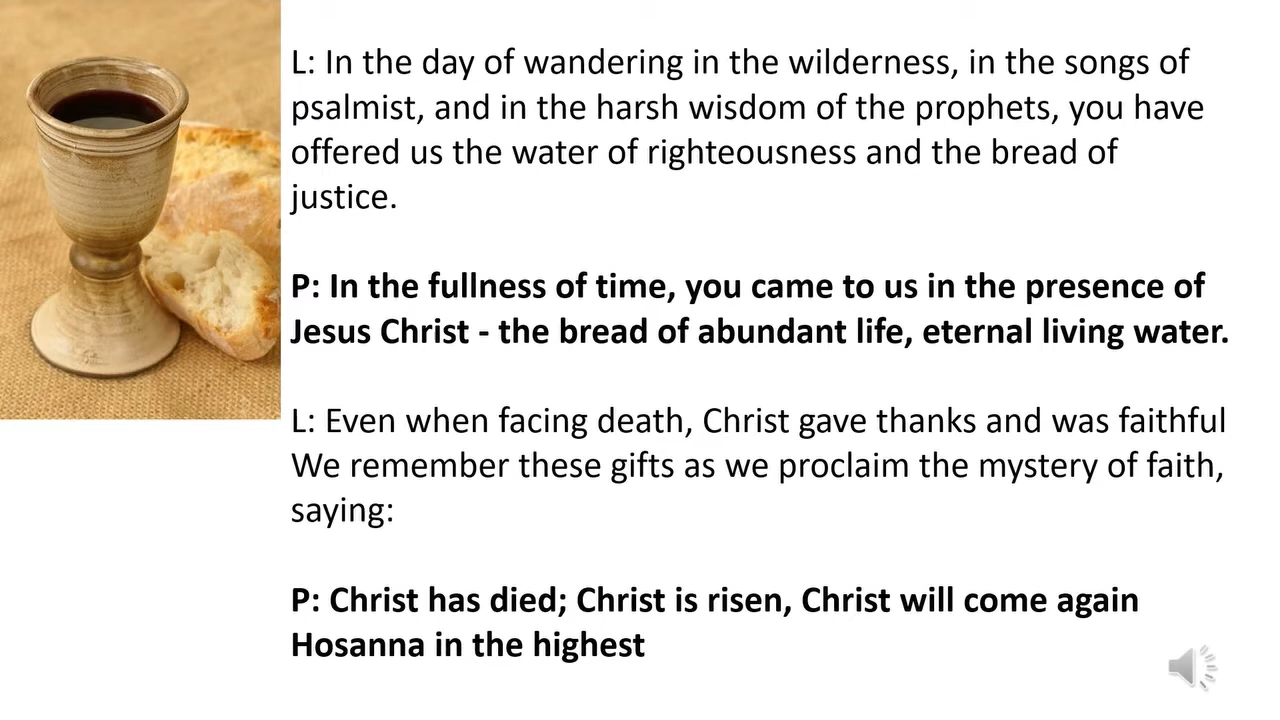 L: In the day of wandering in the wilderness, in the songs of
psalmist, and in the harsh wisdom of the prophets, you have
offered us the water of righteousness and the bread of
justice.
P: In the fullness of time, you came to us in the presence of
Jesus Christ - the bread of abundant life, eternal living water.
L: Even when facing death, Christ gave thanks and was faithful
We remember these gifts as we proclaim the mystery of faith,
saying:
P: Christ has died; Christ is risen, Christ will come again
Hosanna in the highest